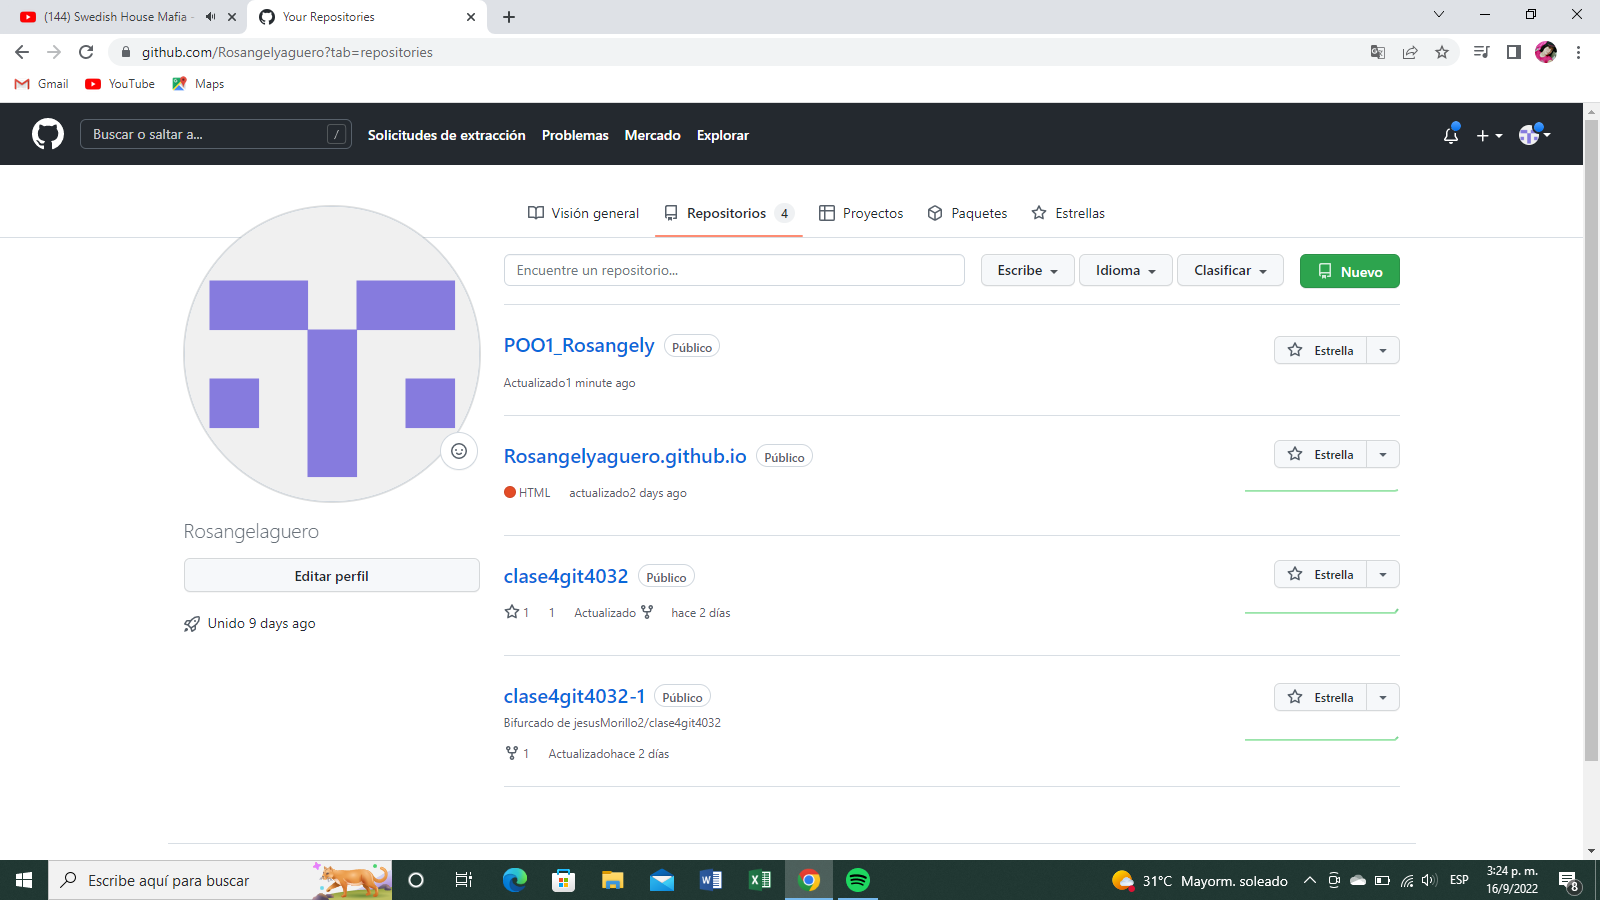 (144) Swedish House Mafia -
Your Repositories
github.com/Rosangelyaguero?tab=repositories
Gmail
YouTube
Maps
Buscar o saltar a...
/
Solicitudes de extracción
Problemas
Mercado
Explorar
Visión general
Repositorios 4
Proyectos
Paquetes
Estrellas
Encuentre un repositorio...
Escribe
Idioma
Clasificar
Nuevo
POO1_Rosangely Público
Estrella
Actualizado1 minute ago
Rosangelyaguero.github.io Público
Estrella
HTML actualizado2 days ago
Rosangelaguero
Editar perfil
Unido 9 days ago
clase4git4032 Público
Estrella
1 1 Actualizado hace 2 días
clase4git4032-1 Público
Estrella
Bifurcado de jesusMorillo2/clase4git4032
1 Actualizadohace 2 días
Escribe aquí para buscar
31°C Mayorm. soleado
ESP
3:24 p. m.
16/9/2022
8